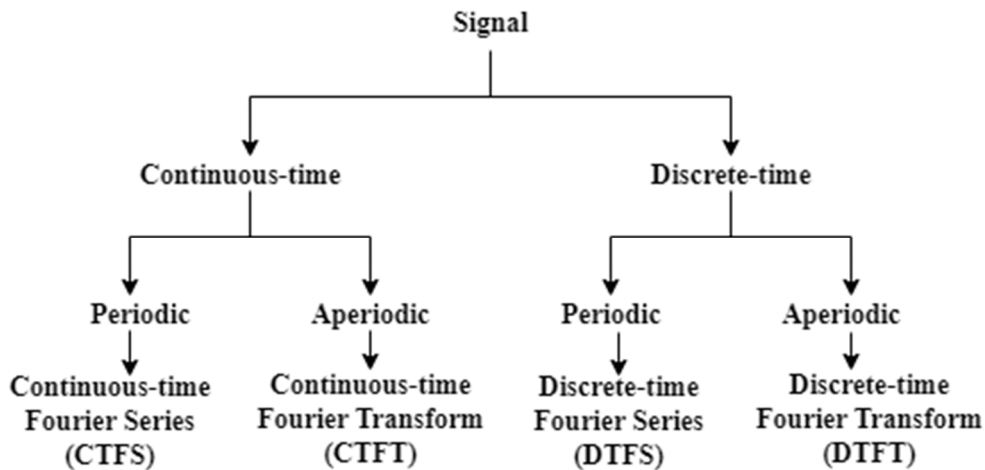 Signal
Continuous-time
Discrete-time
Periodic
Aperiodic
Periodic
Aperiodic
Continuous-time
Fourier Series
(CTFS)
Continuous-time
Fourier Transform
(CTFT)
Discrete-time
Fourier Series
(DTFS)
Discrete-time
Fourier Transform
(DTFT)